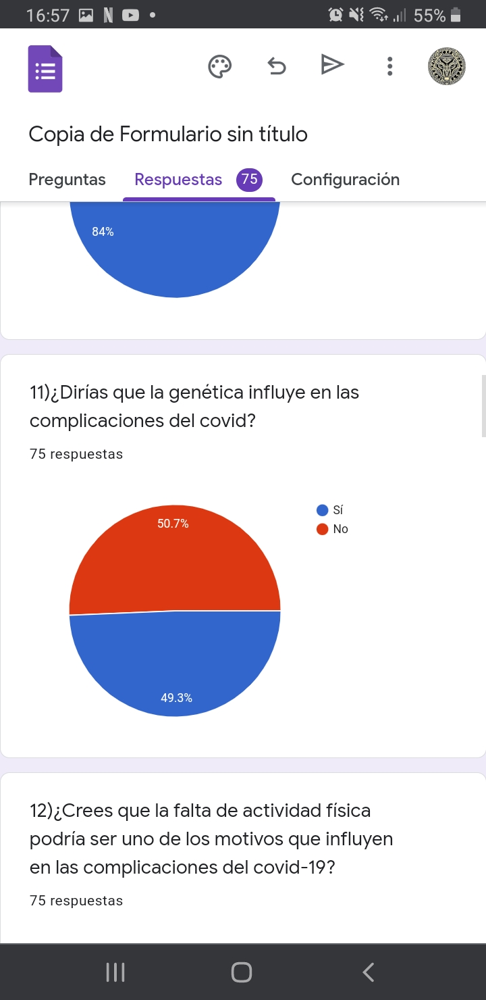 16:57
N
55%
Copia de Formulario sin título
Preguntas Respuestas 75 Configuración
84%
11)¿Dirías que la genética influye en las
complicaciones del covid?
75 respuestas
50.7%
Sí
No
49.3%
12)¿Crees que la falta de actividad física
podría ser uno de los motivos que influyen
en las complicaciones del covid-19?
75 respuestas